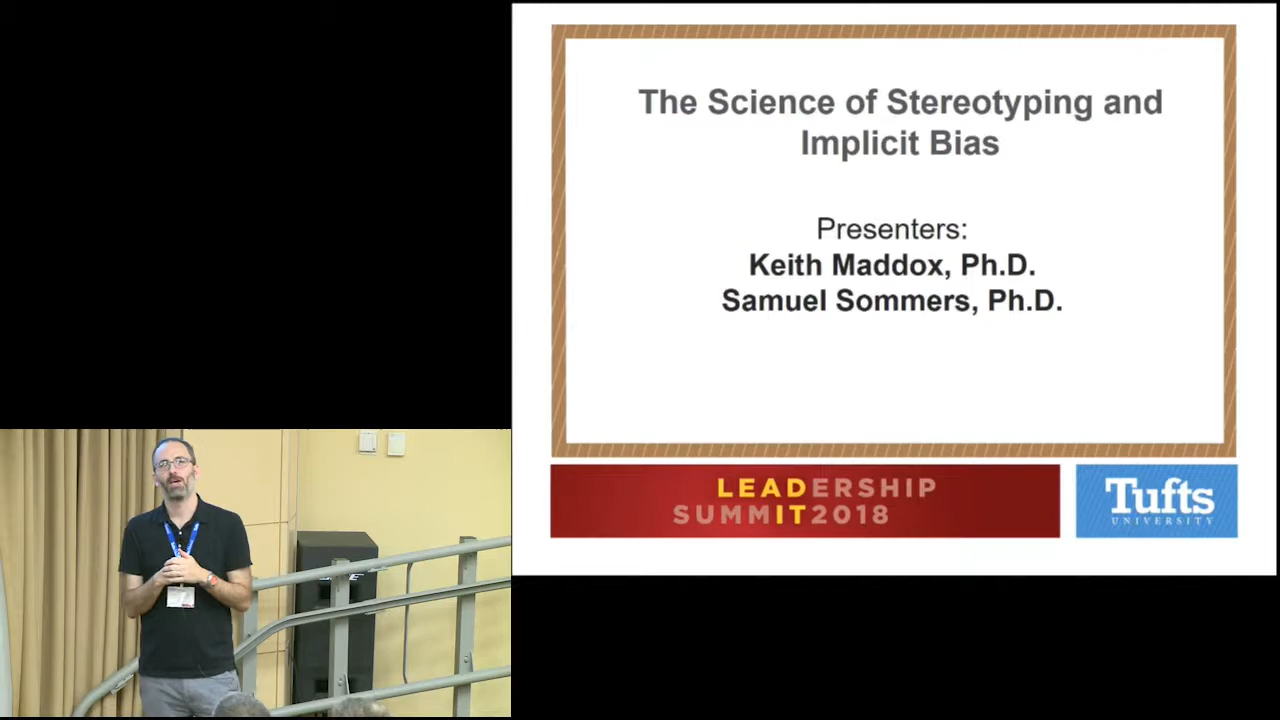 The Science of Stereotyping and
Implicit Bias
Presenters:
Keith Maddox, Ph.D.
Samuel Sommers, Ph.D.
LEADERSHIP
SUMMIT2018
Tufts
UNIVERSITY